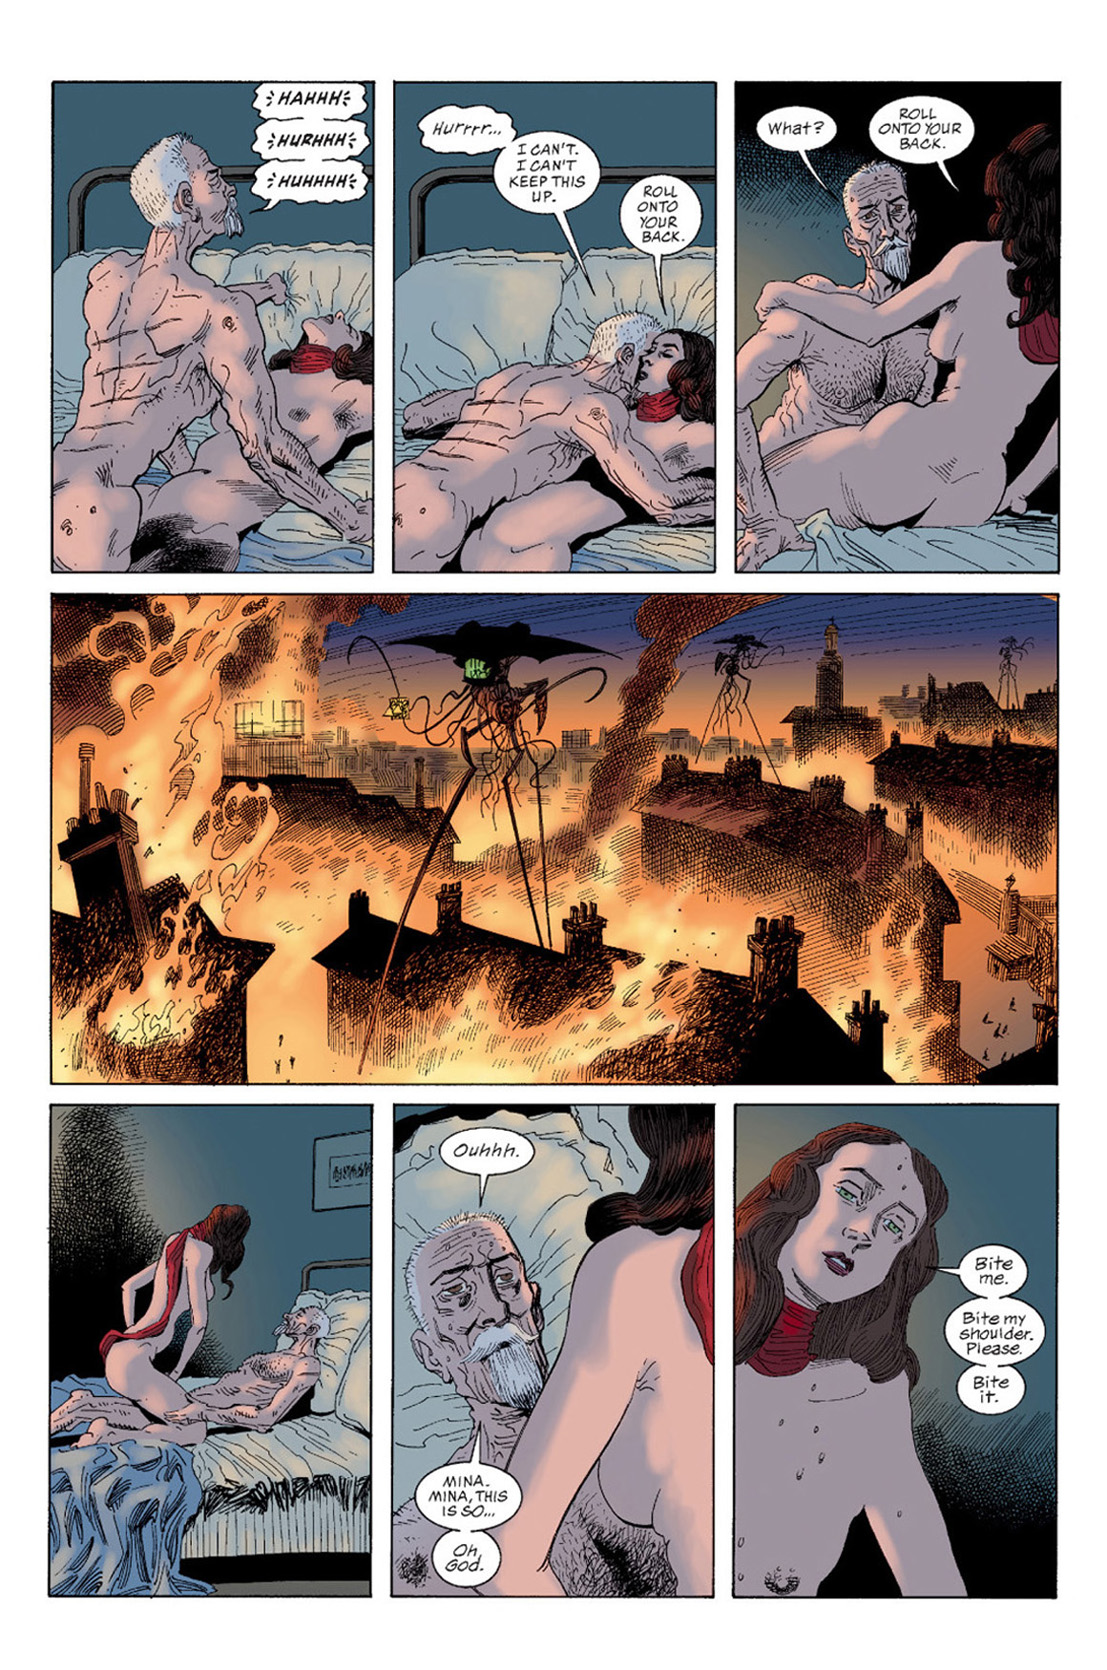 HAHHH
HURHHH
HUHHHH
Hurrrr...
I CAN'T.
I CAN'T
KEEP THIS
UP.
ROLL
ONTO
YOUR
BACK.
What?
ROLL
ONTO YOUR
BACK.
Ouhhh.
MINA.
MINA, THIS
IS SO...
Oh,
God.
Bite
me.
Bite my
shoulder.
Please.
Bite
it.